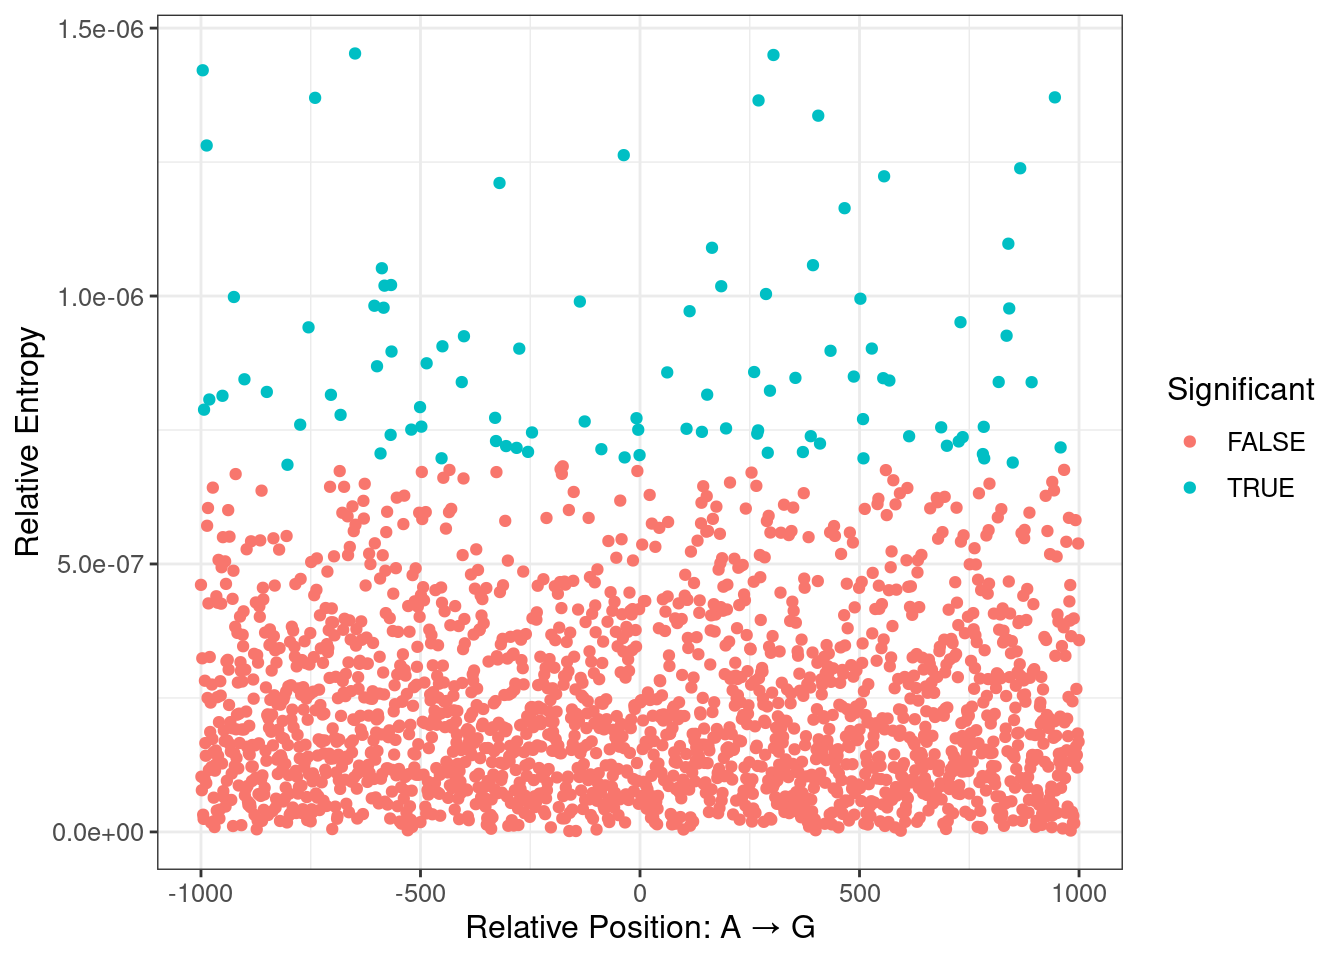 1.5e-06
1.0e-06
5.0e-07
0.0e+00
Relative Entropy
-1000
-500
0
500
1000
Relative Position: A → G
Significant
FALSE
TRUE